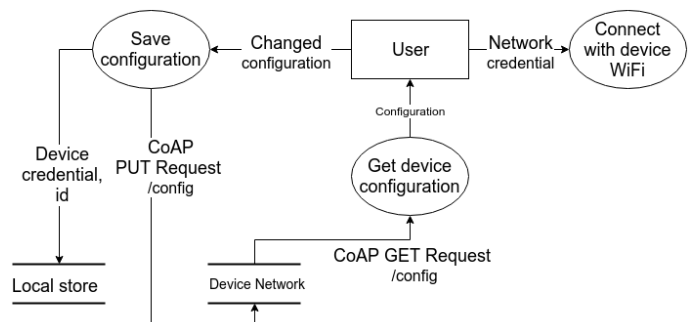 Save
configuration
Changed
configuration
User
Network
credential
Connect
with device
WiFi
Configuration
Device
credential,
id
CoAP
PUT Request
/config
Get device
configuration
CoAP GET Request
/config
Local store
Device Network